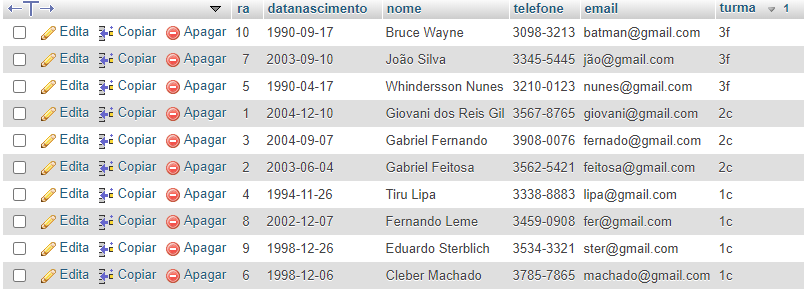 ra datanascimento nome telefone email turma 1
Edita Copiar Apagar 10 1990-09-17 Bruce Wayne 3098-3213 batman@gmail.com 3f
Edita Copiar Apagar 7 2003-09-10 João Silva 3345-5445 jão@gmail.com 3f
Edita Copiar Apagar 5 1990-04-17 Whindersson Nunes 3210-0123 nunes@gmail.com 3f
Edita Copiar Apagar 1 2004-12-10 Giovani dos Reis Gil 3567-8765 giovani@gmail.com 2c
Edita Copiar Apagar 3 2004-09-07 Gabriel Fernando 3908-0076 fernado@gmail.com 2c
Edita Copiar Apagar 2 2003-06-04 Gabriel Feitosa 3562-5421 feitosa@gmail.com 2c
Edita Copiar Apagar 4 1994-11-26 Tiru Lipa 3338-8883 lipa@gmail.com 1c
Edita Copiar Apagar 8 2002-12-07 Fernando Leme 3459-0908 fer@gmail.com 1c
Edita Copiar Apagar 9 1998-12-26 Eduardo Sterblich 3534-3321 ster@gmail.com 1c
Edita Copiar Apagar 6 1998-12-06 Cleber Machado 3785-7865 machado@gmail.com 1c